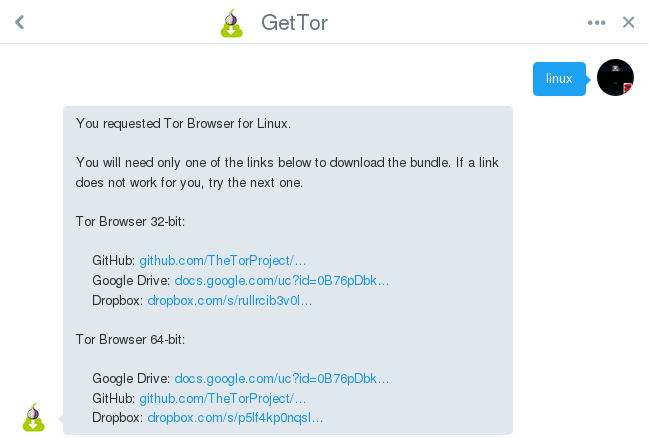 GetTor
linux
You requested Tor Browser for Linux.
You will need only one of the links below to download the bundle. If a link
does not work for you, try the next one.
Tor Browser 32-bit:
GitHub: github.com/TheTorProject/…
Google Drive: docs.google.com/uc?id=0B76pDbk…
Dropbox: dropbox.com/s/rullrcib3v0l…
Tor Browser 64-bit:
Google Drive: docs.google.com/uc?id=0B76pDbk…
GitHub: github.com/TheTorProject/…
Dropbox: dropbox.com/s/p5lf4kp0nqsl…